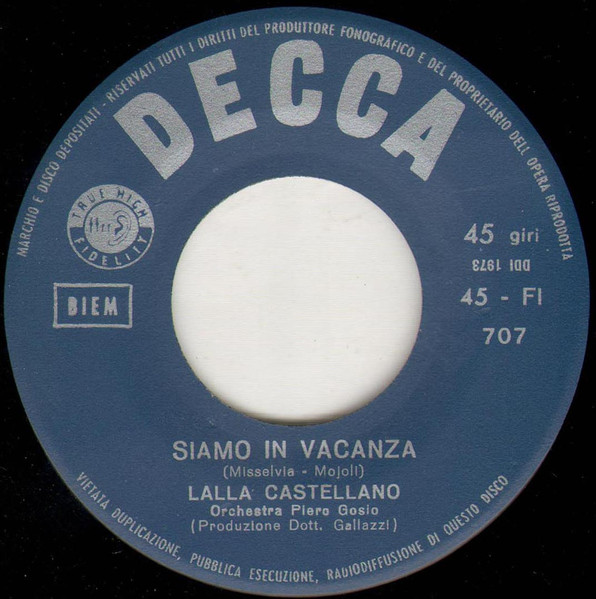 MARCHIO E DISCO DEPOSITATI - RISERVATI TUTTI I DIRITTI DEL PRODUTTORE FONOGRAFICO E DEL PROPRIETARIO DELL'OPERA RIPRODOTTA
DECCA
TRUE HIGH
FIDELITY
BIEM
45 giri
DDI 1973
45 - FI
707
SIAMO IN VACANZA
(Misselvia - Mojoli)
LALLA CASTELLANO
Orchestra Piero Gosio
(Produzione Dott. Gallazzi)
VIETATA DUPLICAZIONE, PUBBLICA ESECUZIONE, RADIODIFFUSIONE DI QUESTO DISCO